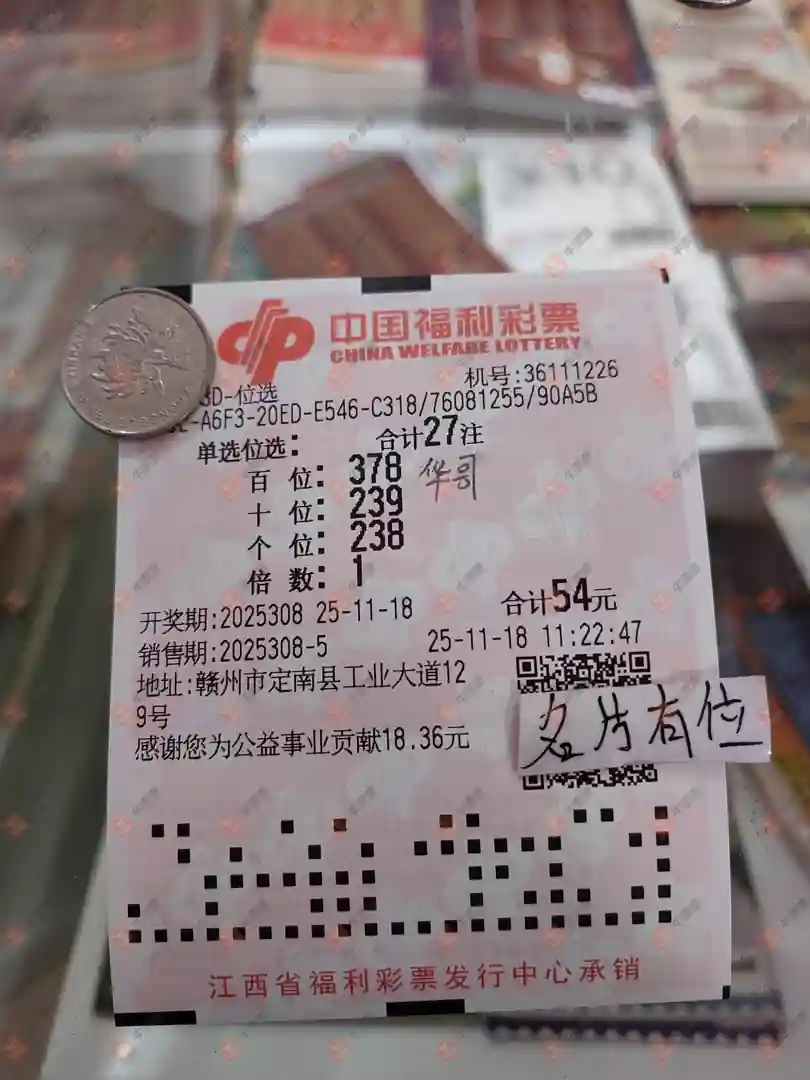 中国福利彩票
CHINA WELFARE LOTTERY
3D-位选 机号:36111226
-A6F3-20ED-E546-C318/76081255/90A5B
单选位选: 合计27注
百 位: 378 华哥
十 位: 239
个 位: 238
倍 数: 1
开奖期:2025308 25-11-18 合计54元
销售期:2025308-5 25-11-18 11:22:47
地址:赣州市定南县工业大道12
9号
名片有位
感谢您为公益事业贡献18.36元
江西省福利彩票发行中心承销